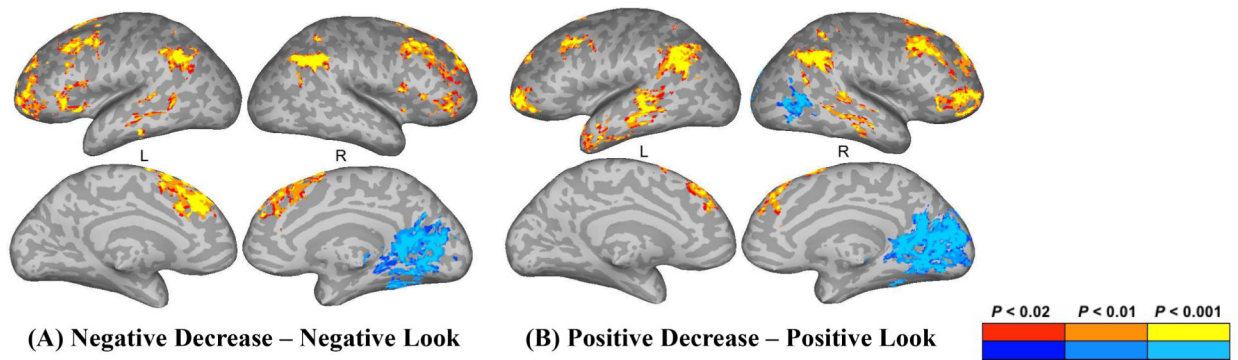 L R
L R
(A) Negative Decrease – Negative Look
(B) Positive Decrease – Positive Look
P < 0.02 P < 0.01 P < 0.001